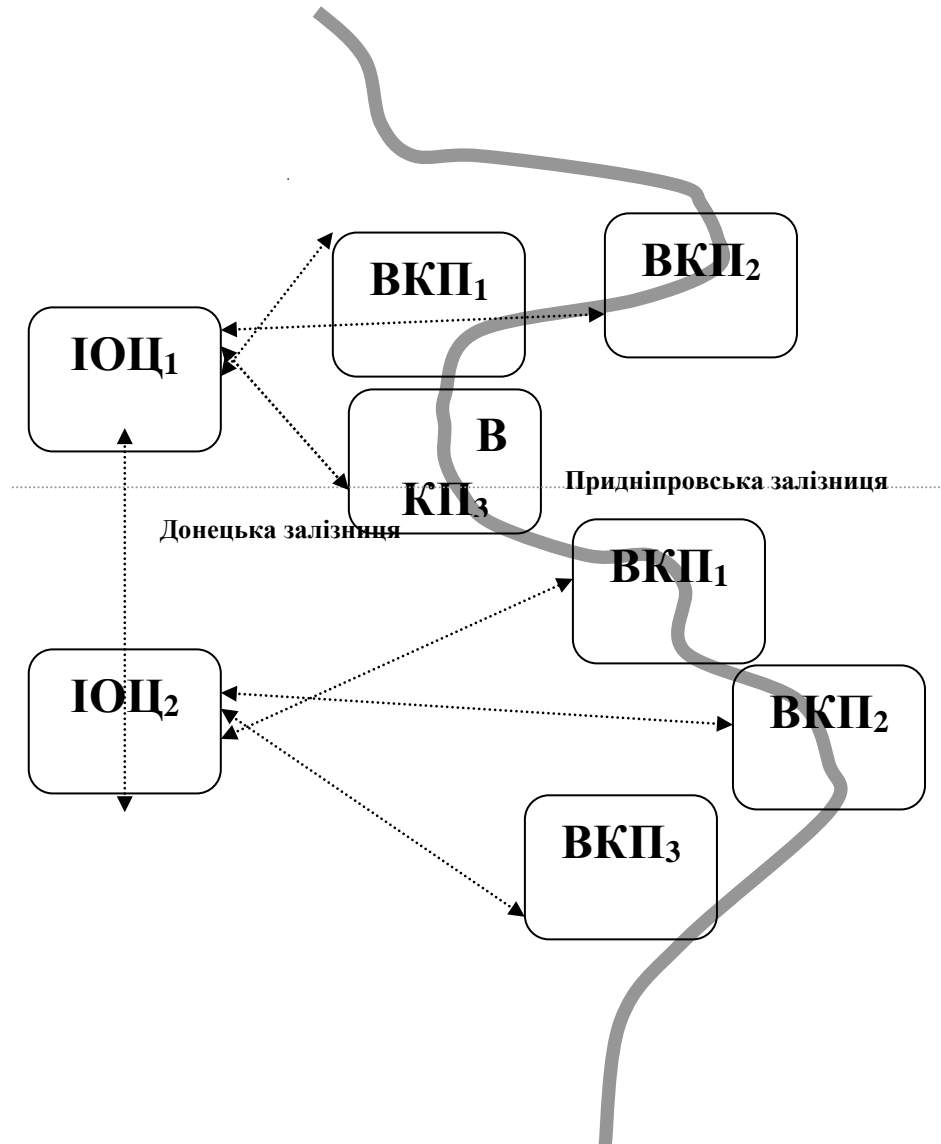 ВКП₂
ВКП₁
ІОЦ₁
В
КП₃
Придніпровська залізниця
Донецька залізниця
ВКП₁
ІОЦ₂
ВКП₂
ВКП₃